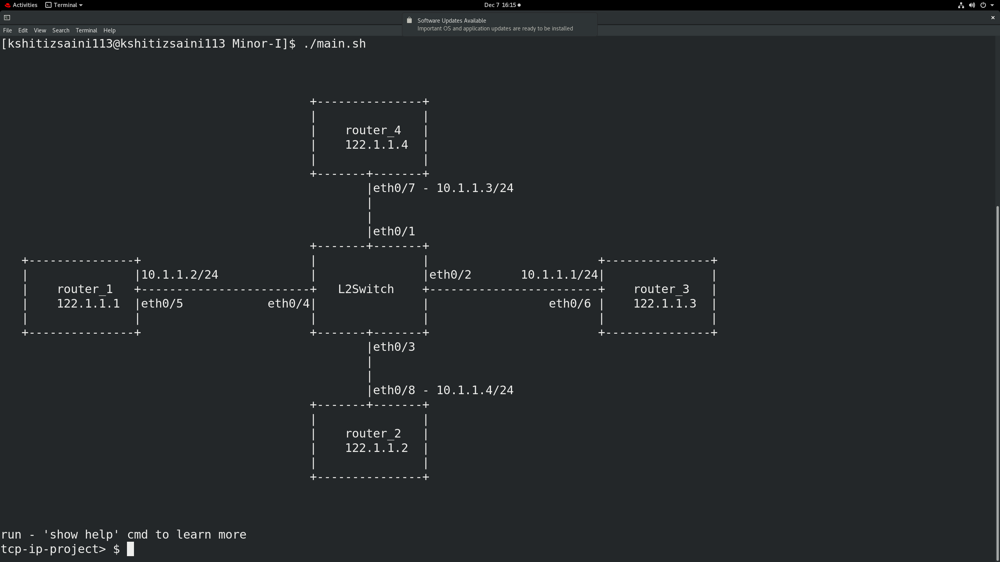 Activities Terminal Dec 7 16:15
Software Updates Available
Important OS and application updates are ready to be installed
File Edit View Search Terminal Help
[kshitizsaini113@kshitizsaini113 Minor-I]$ ./main.sh
+---------------+
|               |
|    router_4   |
|    122.1.1.4  |
|               |
+-------+-------+
|eth0/7 - 10.1.1.3/24
|
|
|eth0/1
+-------+-------+
+---------------+                        |               |                        +---------------+
|               |10.1.1.2/24             |               |eth0/2       10.1.1.1/24|               |
|    router_1   +------------------------+   L2Switch    +------------------------+    router_3   |
|    122.1.1.1  |eth0/5            eth0/4|               |                 eth0/6 |    122.1.1.3  |
|               |                        |               |                        |               |
+---------------+                        +-------+-------+                        +---------------+
|eth0/3
|
|
|eth0/8 - 10.1.1.4/24
+-------+-------+
|               |
|    router_2   |
|    122.1.1.2  |
|               |
+---------------+
run - 'show help' cmd to learn more
tcp-ip-project> $